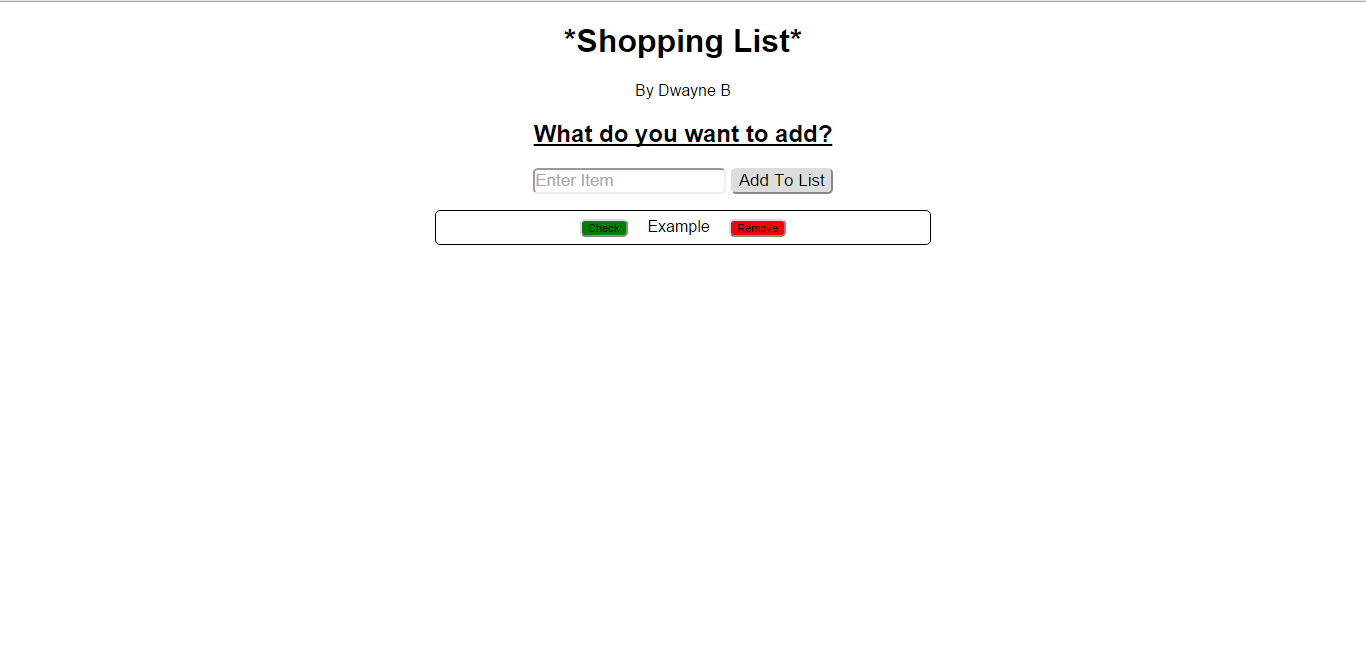 *Shopping List*
By Dwayne B
What do you want to add?
Enter Item Add To List
Check Example Remove